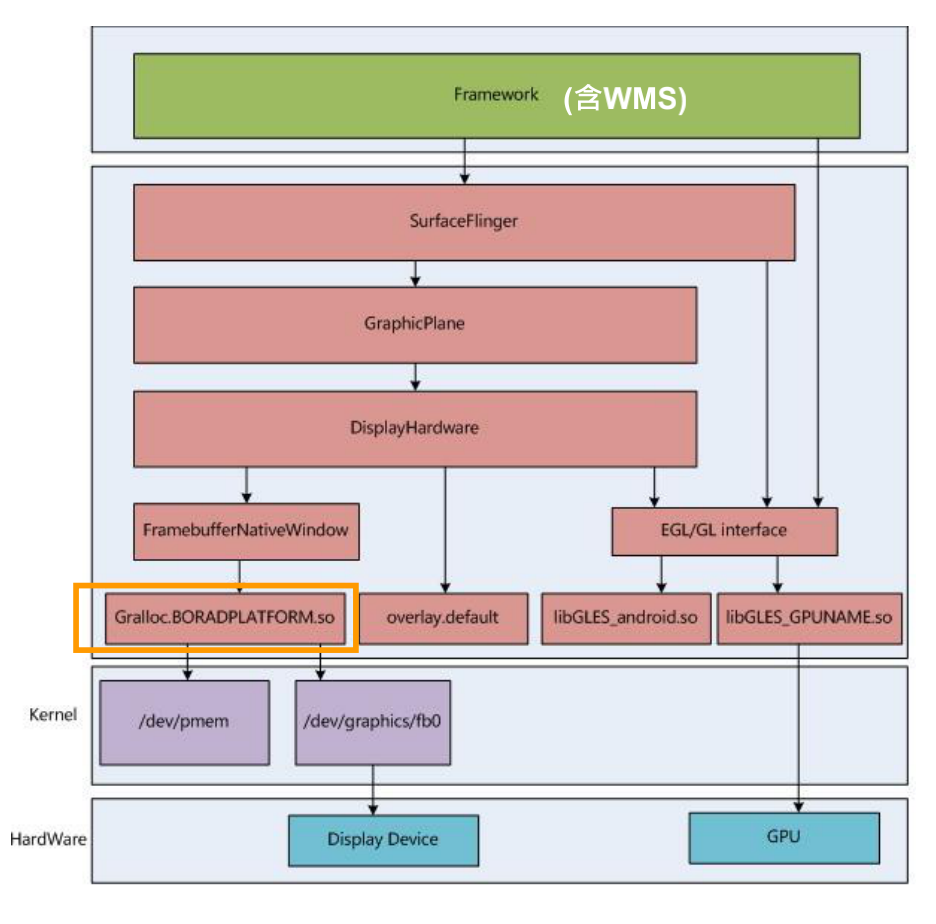 Framework (含WMS)
SurfaceFlinger
GraphicPlane
DisplayHardware
FramebufferNativeWindow
EGL/GL interface
Gralloc.BORADPLATFORM.so
overlay.default
libGLES_android.so
libGLES_GPUNAME.so
Kernel
/dev/pmem
/dev/graphics/fb0
HardWare
Display Device
GPU